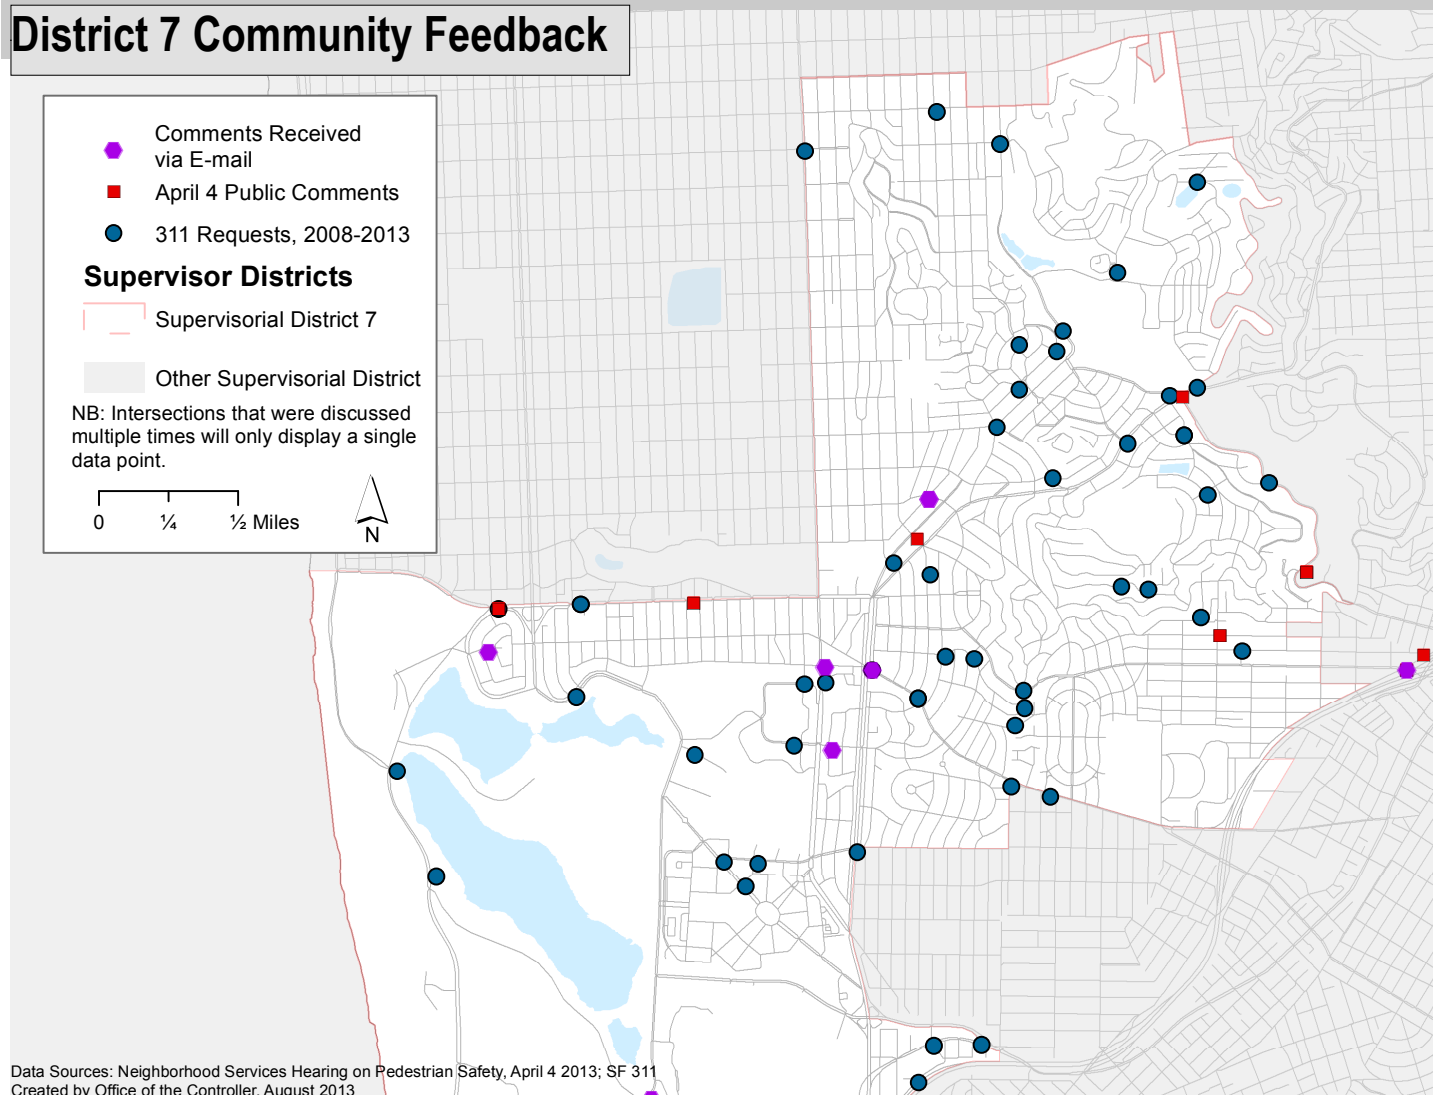 District 7 Community Feedback
Comments Received
via E-mail
April 4 Public Comments
311 Requests, 2008-2013
Supervisor Districts
Supervisorial District 7
Other Supervisorial District
NB: Intersections that were discussed
multiple times will only display a single
data point.
0 ¼ ½ Miles
N
Data Sources: Neighborhood Services Hearing on Pedestrian Safety, April 4 2013; SF 311
Created by Office of the Controller, August 2013